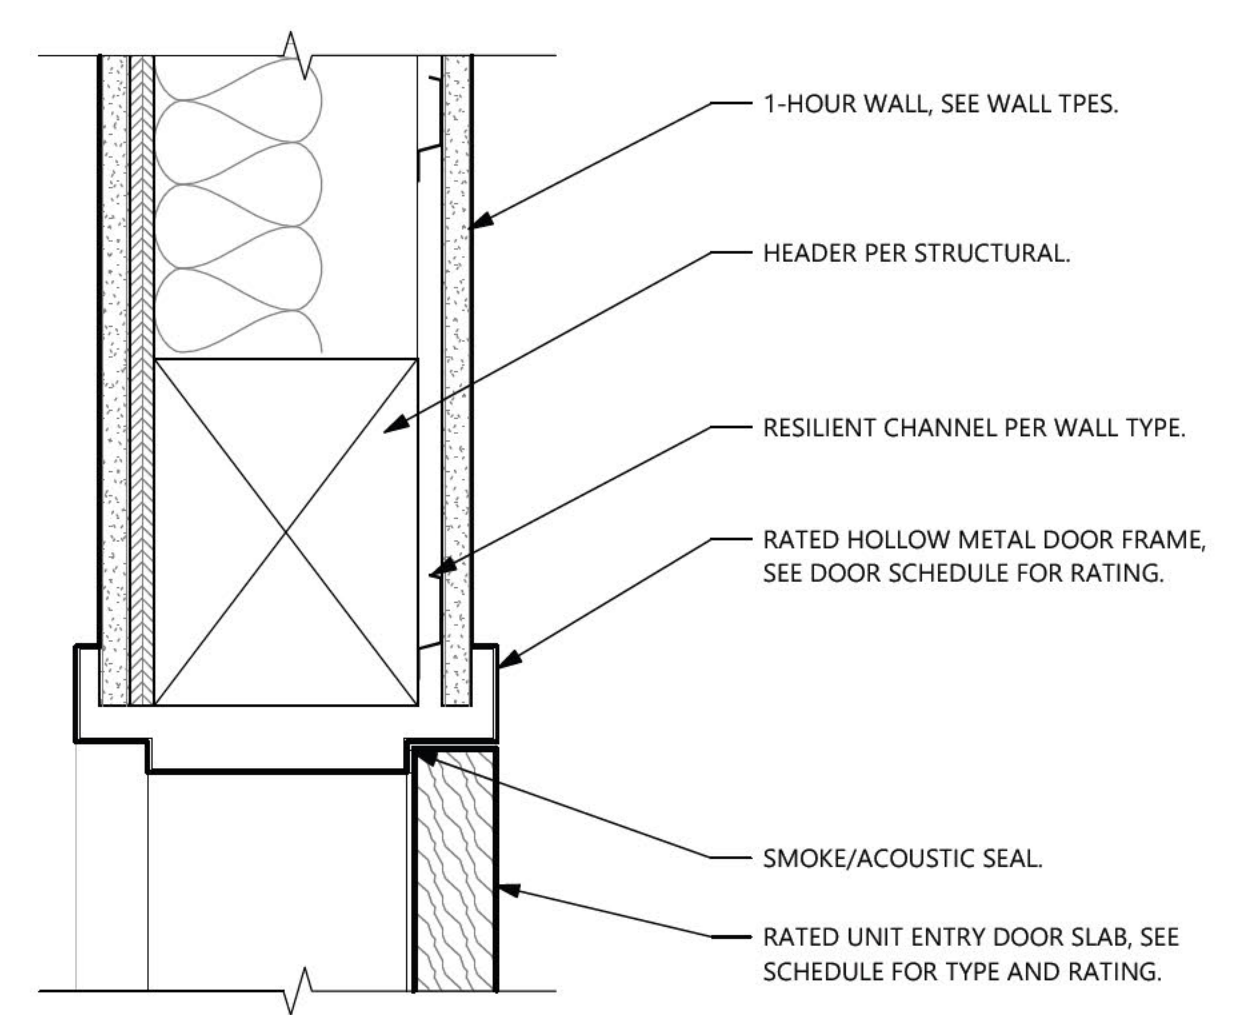 1-HOUR WALL, SEE WALL TPES.
HEADER PER STRUCTURAL.
RESILIENT CHANNEL PER WALL TYPE.
RATED HOLLOW METAL DOOR FRAME,
SEE DOOR SCHEDULE FOR RATING.
SMOKE/ACOUSTIC SEAL.
RATED UNIT ENTRY DOOR SLAB, SEE
SCHEDULE FOR TYPE AND RATING.